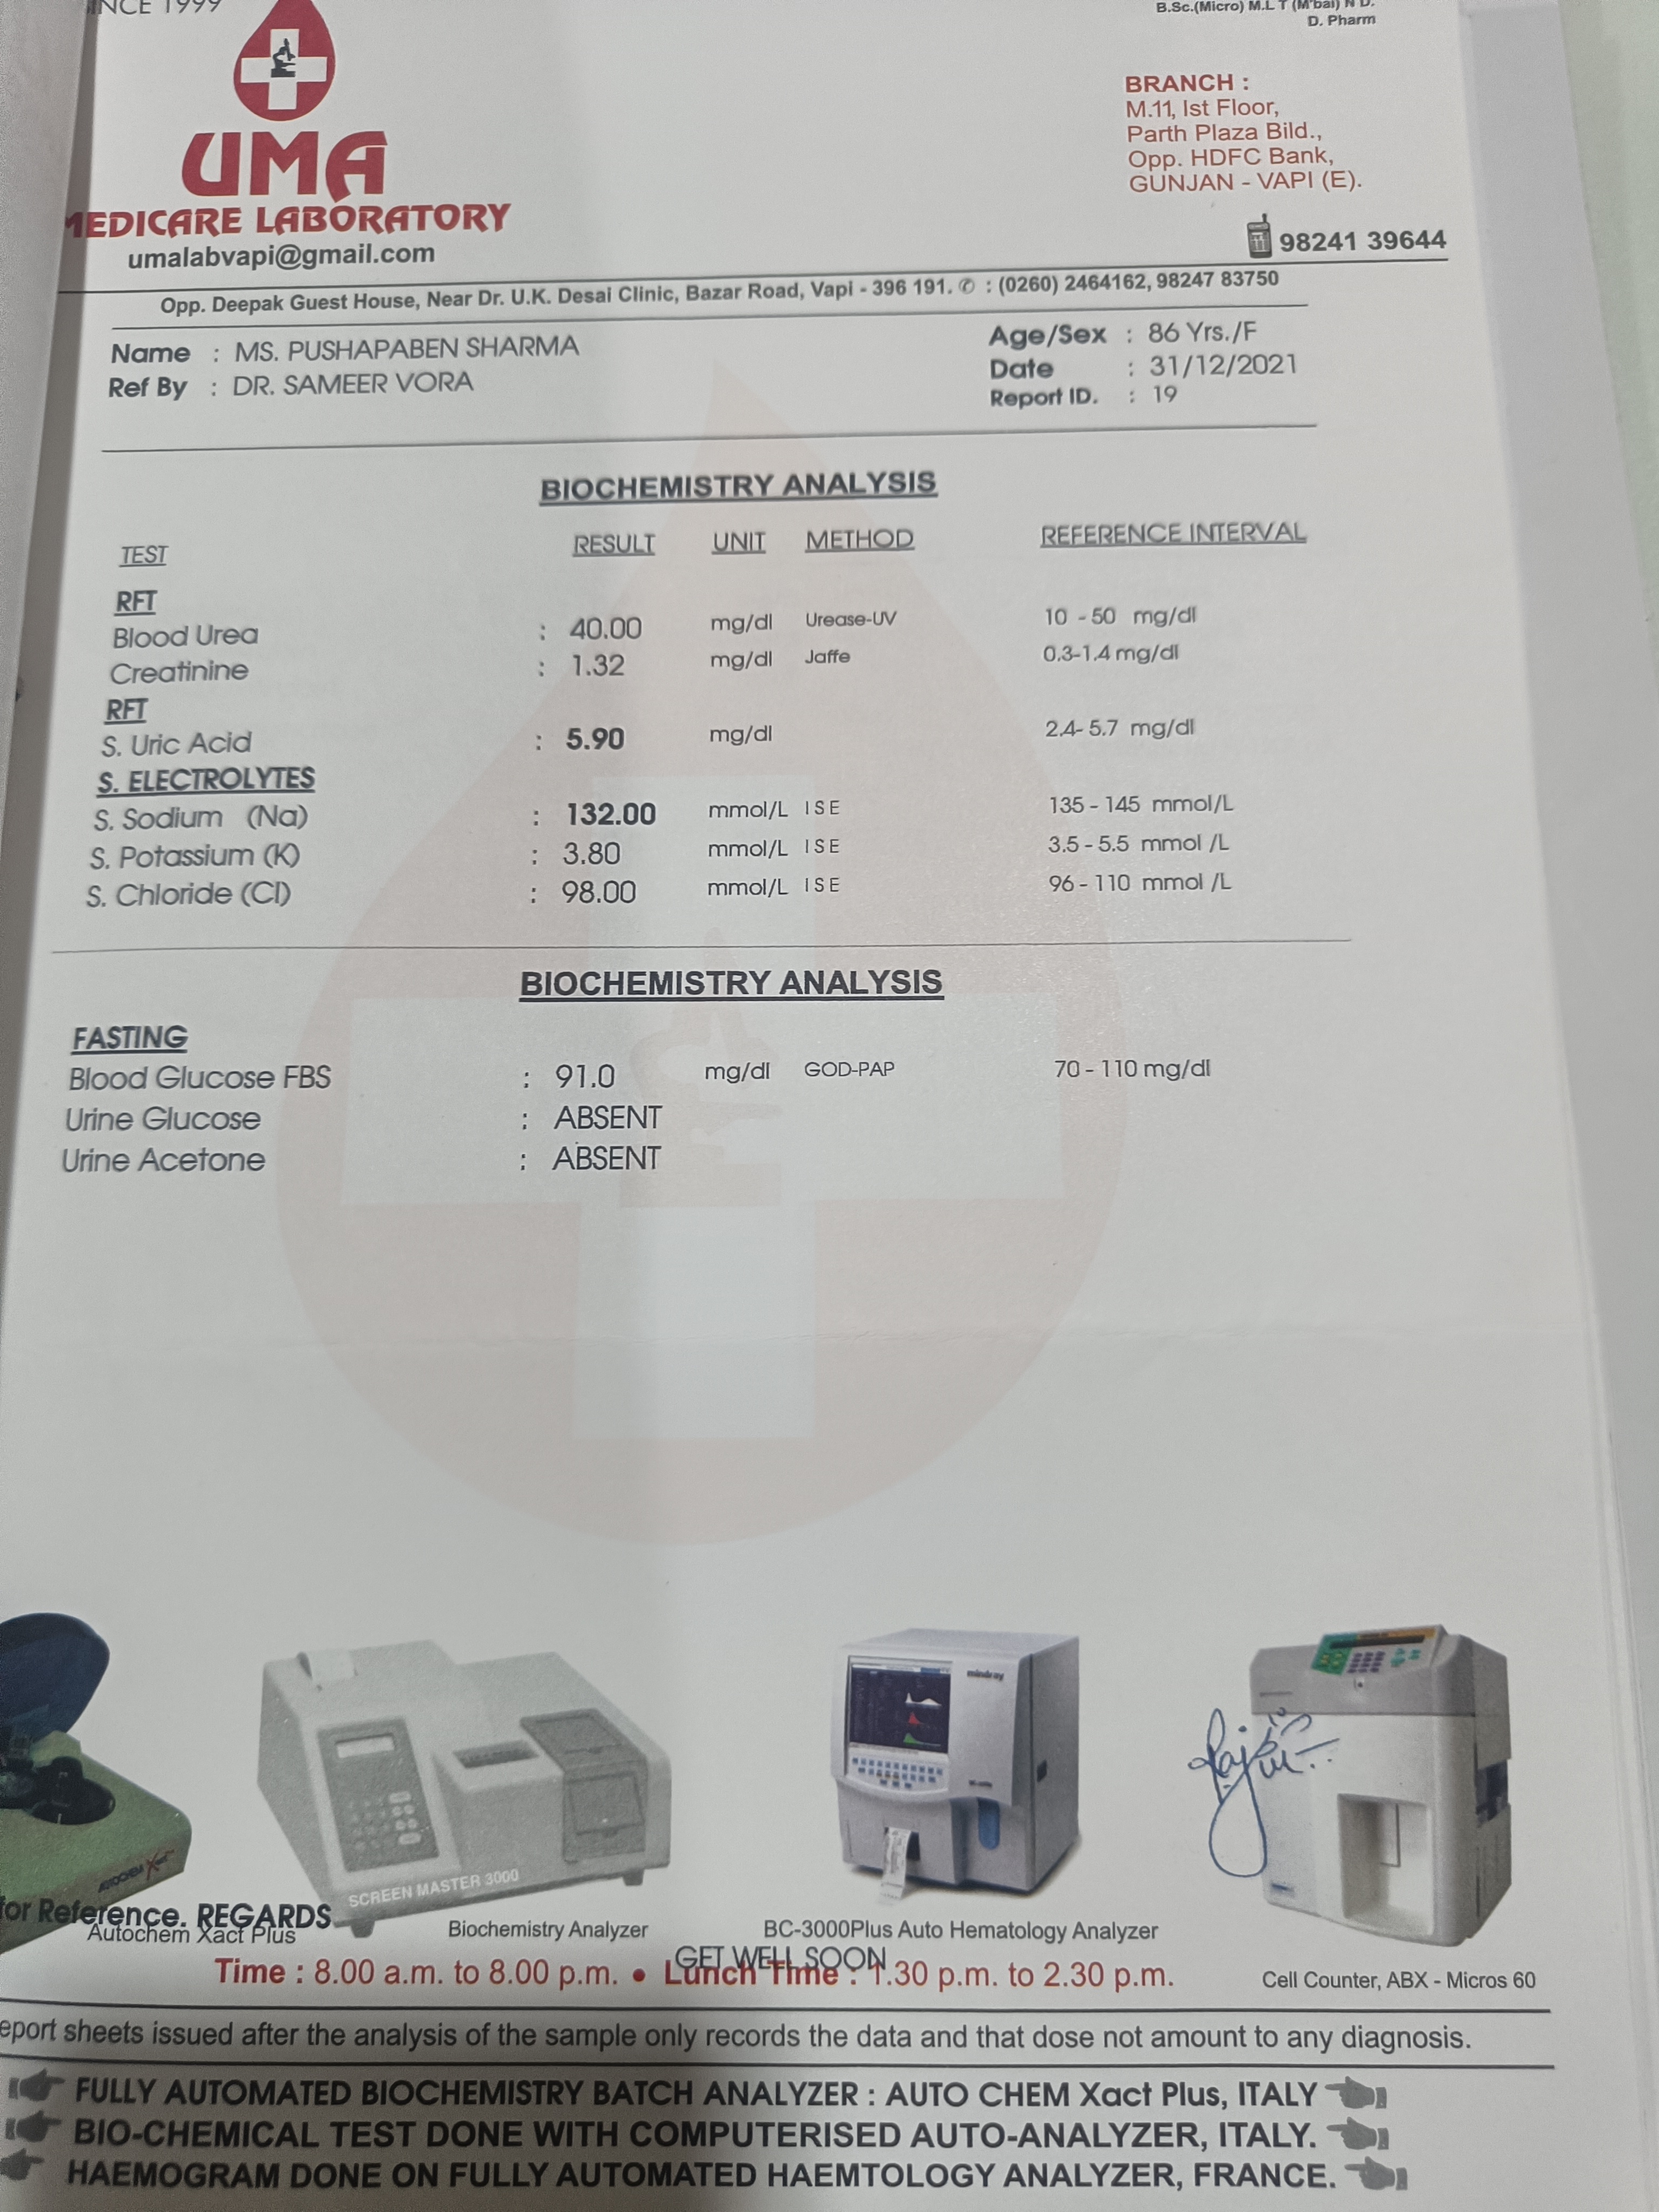 SINCE 1999
B.Sc.(Micro) M.L T (M'bai) N D.
D. Pharm
UMA
MEDICARE LABORATORY
umalabvapi@gmail.com
BRANCH :
M.11, Ist Floor,
Parth Plaza Bild.,
Opp. HDFC Bank,
GUNJAN - VAPI (E).
98241 39644
Opp. Deepak Guest House, Near Dr. U.K. Desai Clinic, Bazar Road, Vapi - 396 191. ✆ : (0260) 2464162, 98247 83750
Name : MS. PUSHAPABEN SHARMA Age/Sex : 86 Yrs./F
Ref By : DR. SAMEER VORA Date : 31/12/2021
Report ID. : 19
BIOCHEMISTRY ANALYSIS
TEST RESULT UNIT METHOD REFERENCE INTERVAL
RFT
Blood Urea : 40.00 mg/dl Urease-UV 10 - 50 mg/dl
Creatinine : 1.32 mg/dl Jaffe 0.3-1.4 mg/dl
RFT
S. Uric Acid : 5.90 mg/dl 2.4- 5.7 mg/dl
S. ELECTROLYTES
S. Sodium (Na) : 132.00 mmol/L I S E 135 - 145 mmol/L
S. Potassium (K) : 3.80 mmol/L I S E 3.5 - 5.5 mmol /L
S. Chloride (Cl) : 98.00 mmol/L I S E 96 - 110 mmol /L
BIOCHEMISTRY ANALYSIS
FASTING
Blood Glucose FBS : 91.0 mg/dl GOD-PAP 70 - 110 mg/dl
Urine Glucose : ABSENT
Urine Acetone : ABSENT
mindray
AUTOCHEM Xact
SCREEN MASTER 3000
for Reference. REGARDS
Autochem Xact Plus
Biochemistry Analyzer
BC-3000Plus Auto Hematology Analyzer
GET WELL SOON
Time : 8.00 a.m. to 8.00 p.m. • Lunch Time : 1.30 p.m. to 2.30 p.m.
Cell Counter, ABX - Micros 60
eport sheets issued after the analysis of the sample only records the data and that dose not amount to any diagnosis.
FULLY AUTOMATED BIOCHEMISTRY BATCH ANALYZER : AUTO CHEM Xact Plus, ITALY
BIO-CHEMICAL TEST DONE WITH COMPUTERISED AUTO-ANALYZER, ITALY.
HAEMOGRAM DONE ON FULLY AUTOMATED HAEMTOLOGY ANALYZER, FRANCE.